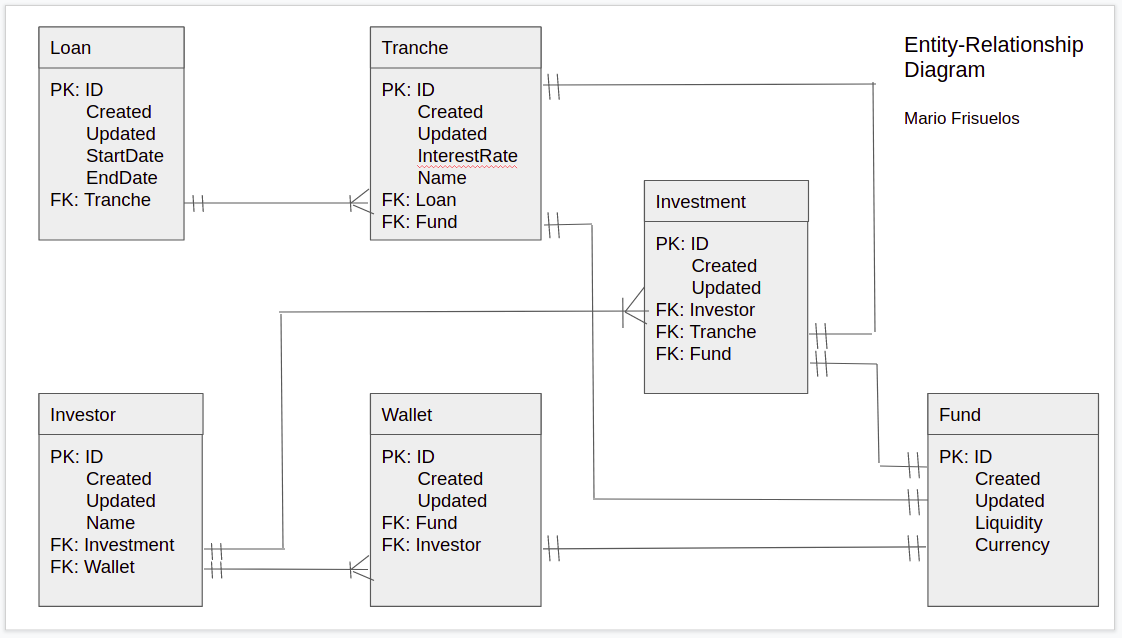 Loan
PK: ID
Created
Updated
StartDate
EndDate
FK: Tranche
Tranche
PK: ID
Created
Updated
InterestRate
Name
FK: Loan
FK: Fund
Entity-Relationship
Diagram
Mario Frisuelos
Investment
PK: ID
Created
Updated
FK: Investor
FK: Tranche
FK: Fund
Investor
PK: ID
Created
Updated
Name
FK: Investment
FK: Wallet
Wallet
PK: ID
Created
Updated
FK: Fund
FK: Investor
Fund
PK: ID
Created
Updated
Liquidity
Currency